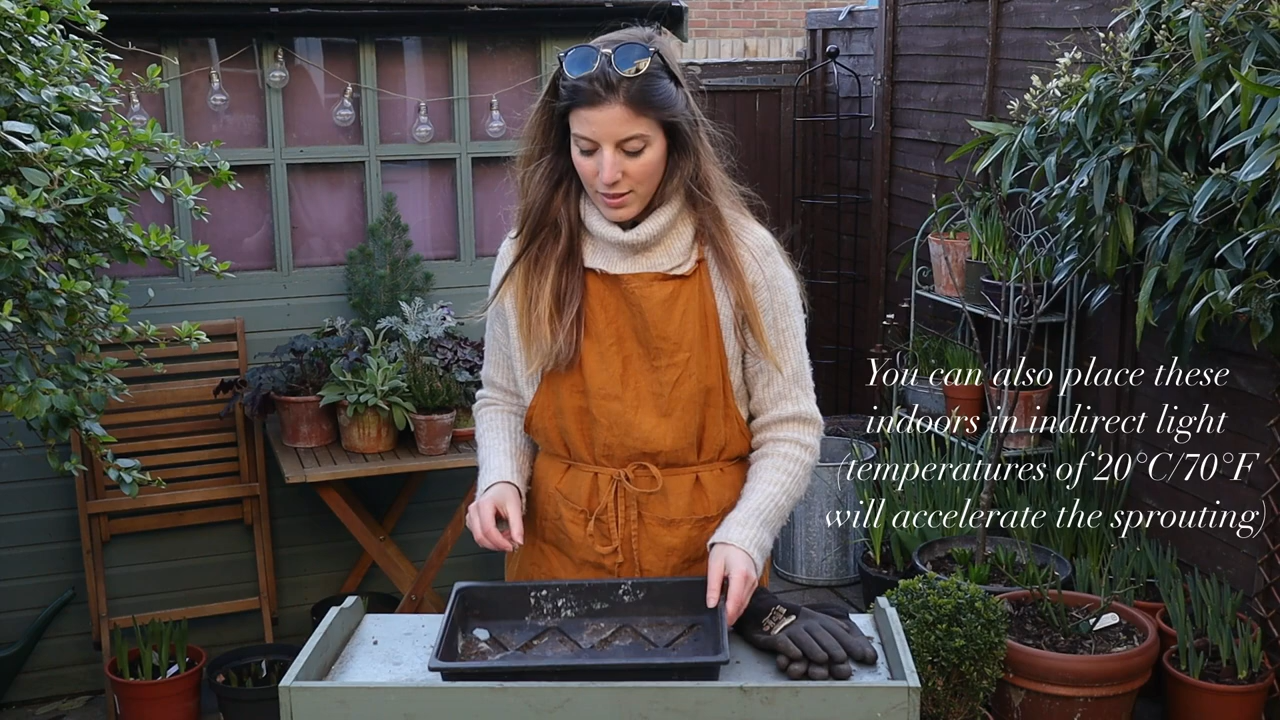 You can also place these
indoors in indirect light
(temperatures of 20°C/70°F
will accelerate the sprouting)